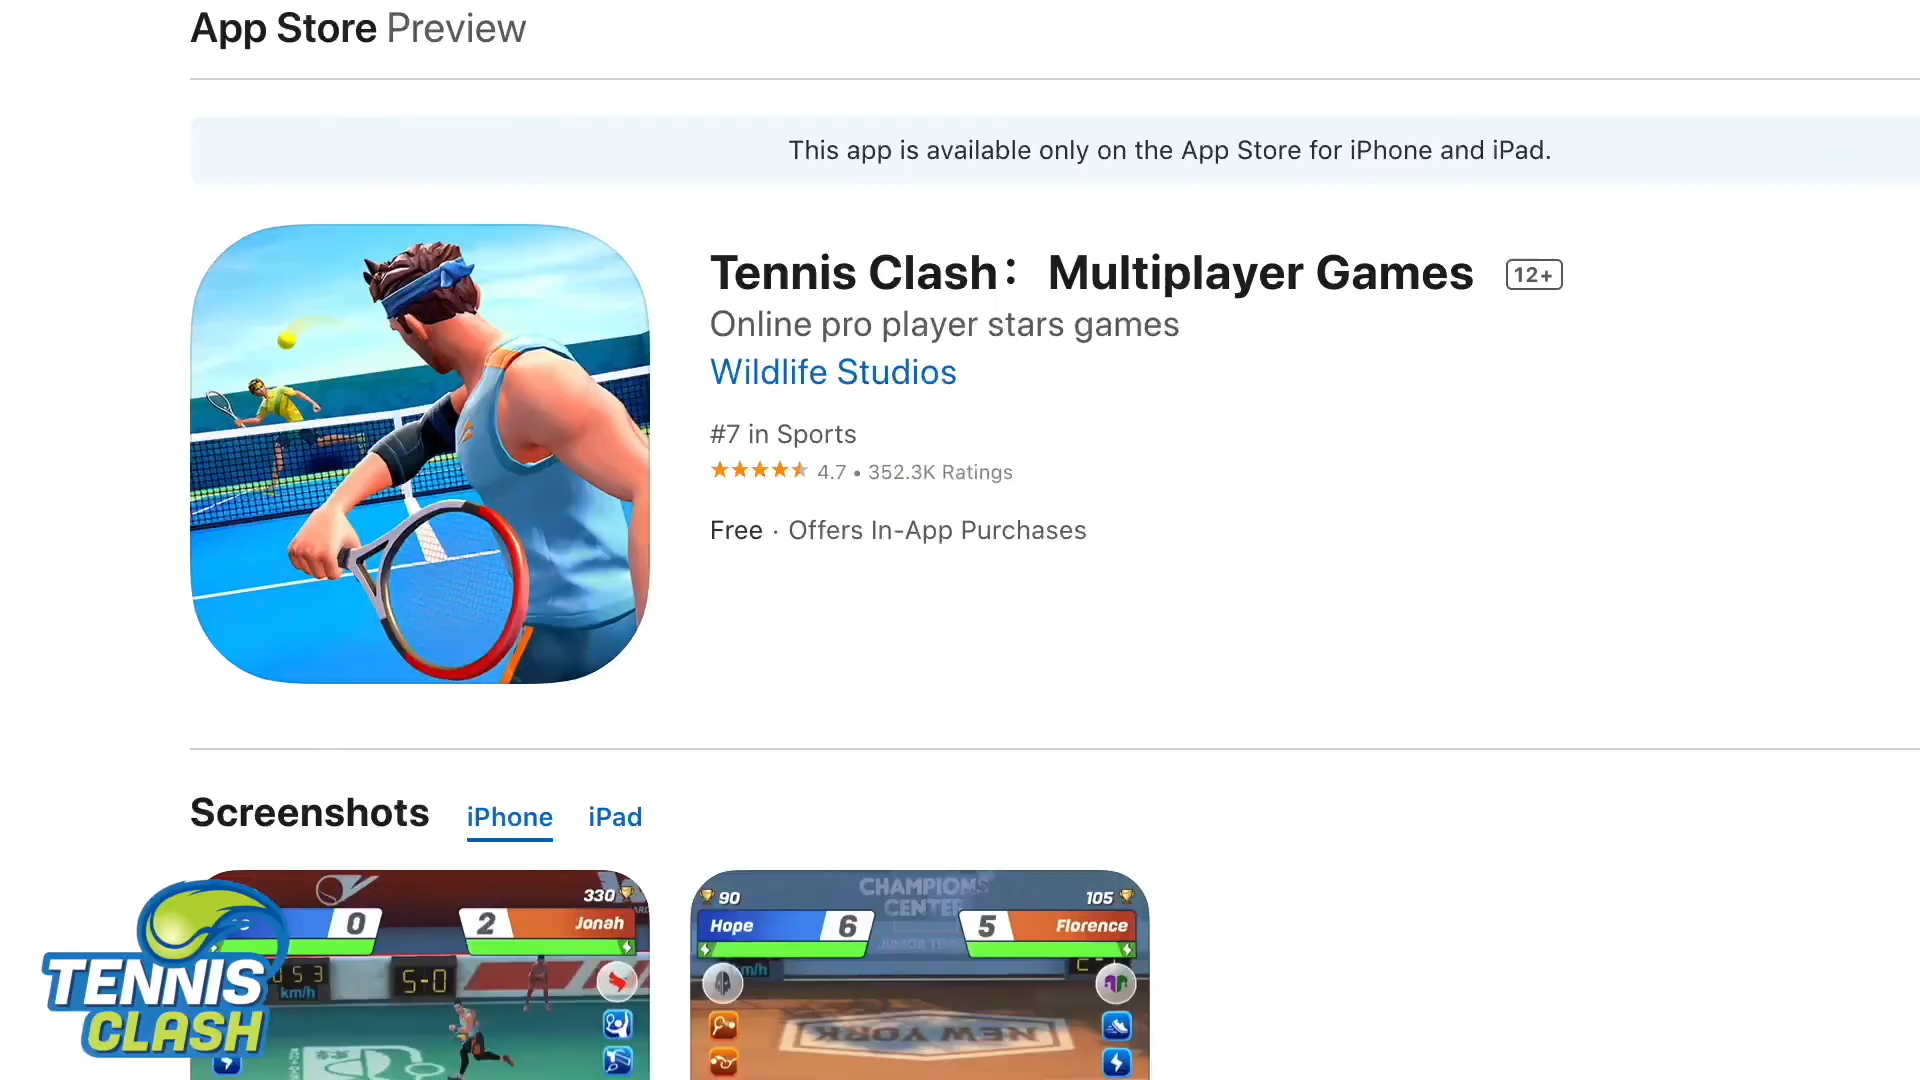 App Store Preview
This app is available only on the App Store for iPhone and iPad.
Tennis Clash: Multiplayer Games 12+
Online pro player stars games
Wildlife Studios
#7 in Sports
4.7 • 352.3K Ratings
Free · Offers In-App Purchases
Screenshots iPhone iPad
330
0 2 Jonah
km/h
5-0
TENNIS
CLASH
90 CHAMPIONS 105
CENTER
Hope 6 5 Florence
km/h
NEW YORK